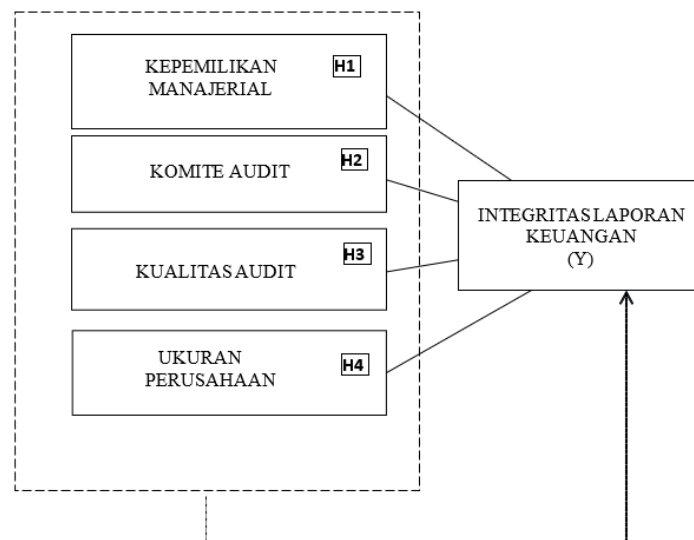 KEPEMILIKAN
MANAJERIAL
H1
KOMITE AUDIT
H2
KUALITAS AUDIT
H3
UKURAN
PERUSAHAAN
H4
INTEGRITAS LAPORAN
KEUANGAN
(Y)